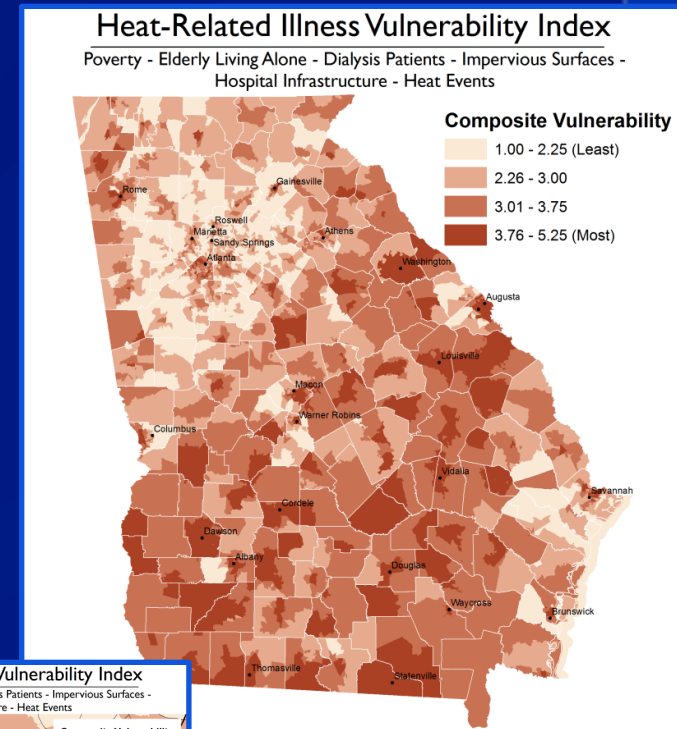 Heat-Related Illness Vulnerability Index
Poverty - Elderly Living Alone - Dialysis Patients - Impervious Surfaces -
Hospital Infrastructure - Heat Events
Composite Vulnerability
1.00 - 2.25 (Least)
2.26 - 3.00
3.01 - 3.75
3.76 - 5.25 (Most)
Gainesville
Rome
Roswell
Marietta
Athens
Sandy Springs
Atlanta
Washington
Augusta
Louisville
Macon
Warner Robins
Columbus
Vidalia
Savannah
Cordele
Dawson
Albany
Douglas
Waycross
Brunswick
Thomasville
Statenville
Vulnerability Index
Patients - Impervious Surfaces -
- Heat Events